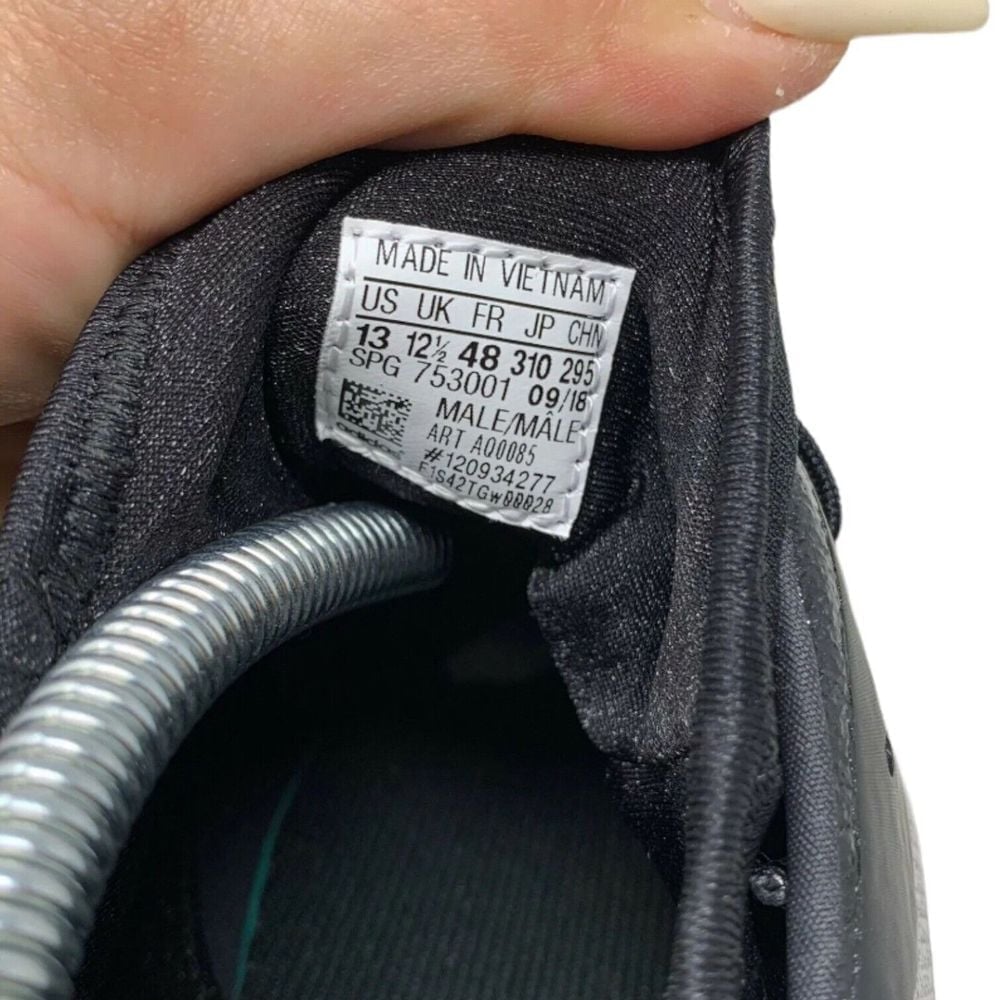 MADE IN VIETNAM
US UK FR JP CHN
13 12½ 48 310 295
SPG 753001 09/18
MALE/MÂLE
ART AQ0085
#120934277